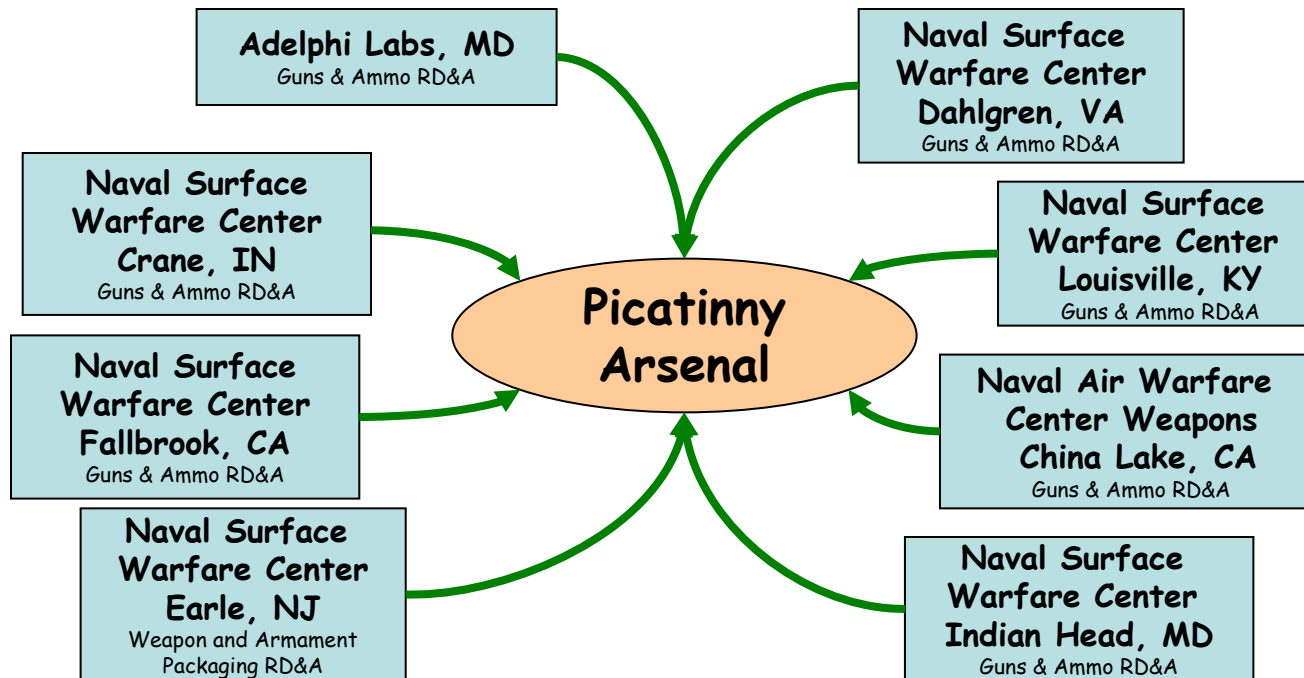 Adelphi Labs, MD
Guns & Ammo RD&A
Naval Surface
Warfare Center
Dahlgren, VA
Guns & Ammo RD&A
Naval Surface
Warfare Center
Crane, IN
Guns & Ammo RD&A
Naval Surface
Warfare Center
Louisville, KY
Guns & Ammo RD&A
Picatinny
Arsenal
Naval Surface
Warfare Center
Fallbrook, CA
Guns & Ammo RD&A
Naval Air Warfare
Center Weapons
China Lake, CA
Guns & Ammo RD&A
Naval Surface
Warfare Center
Earle, NJ
Weapon and Armament
Packaging RD&A
Naval Surface
Warfare Center
Indian Head, MD
Guns & Ammo RD&A